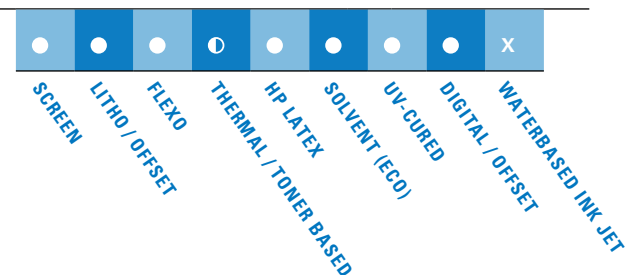 X
SCREEN
LITHO / OFFSET
FLEXO
THERMAL / TONER BASED
HP LATEX
SOLVENT (ECO)
UV-CURED
DIGITAL / OFFSET
WATERBASED INK JET